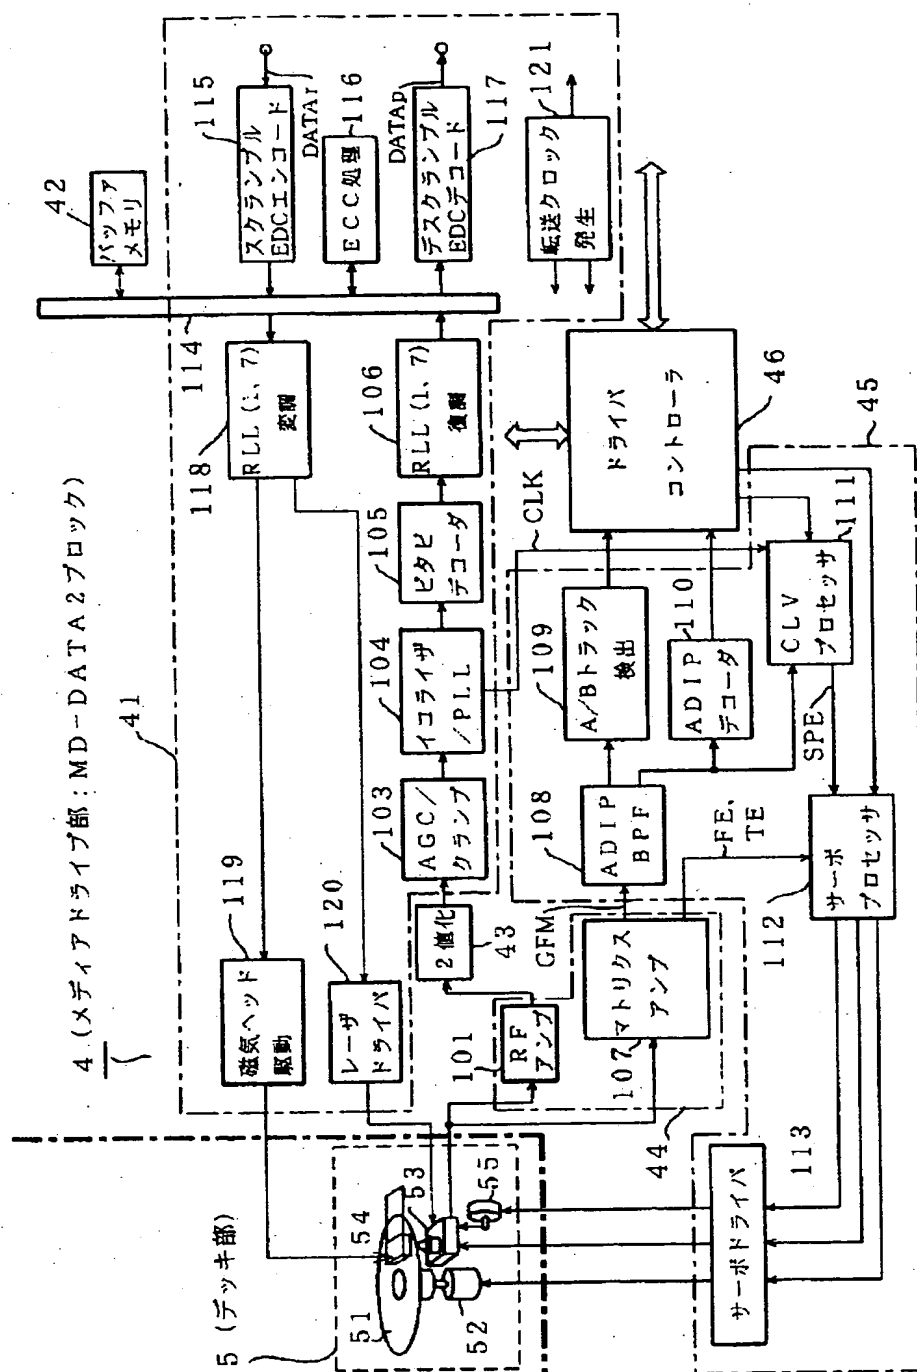 4 (メディアドライブ部:MD-DATA2ブロック)
41
42
バッファ
メモリ
115
スクランブル
EDCエンコード
DATAr
116
ECC処理
DATAp
117
デスクランブル
EDCデコード
121
転送クロック
発生
114
118
RLL(1、7)
変調
106
RLL(1、7)
復調
105
ビタビ
デコーダ
104
イコライザ
/PLL
103
AGC/
クランプ
119
磁気ヘッド
駆動
120
レーザ
ドライバ
2値化
43
101
RF
アンプ
107
マトリクス
アンプ
44
GFM
108
ADIP
BPF
109
A/Bトラック
検出
110
ADIP
デコーダ
CLK
ドライバ
コントローラ
46
45
111
CLV
プロセッサ
SPE
FE、
TE
112
サーボ
プロセッサ
113
サーボドライバ
5 (デッキ部)
51
52
53
54
55